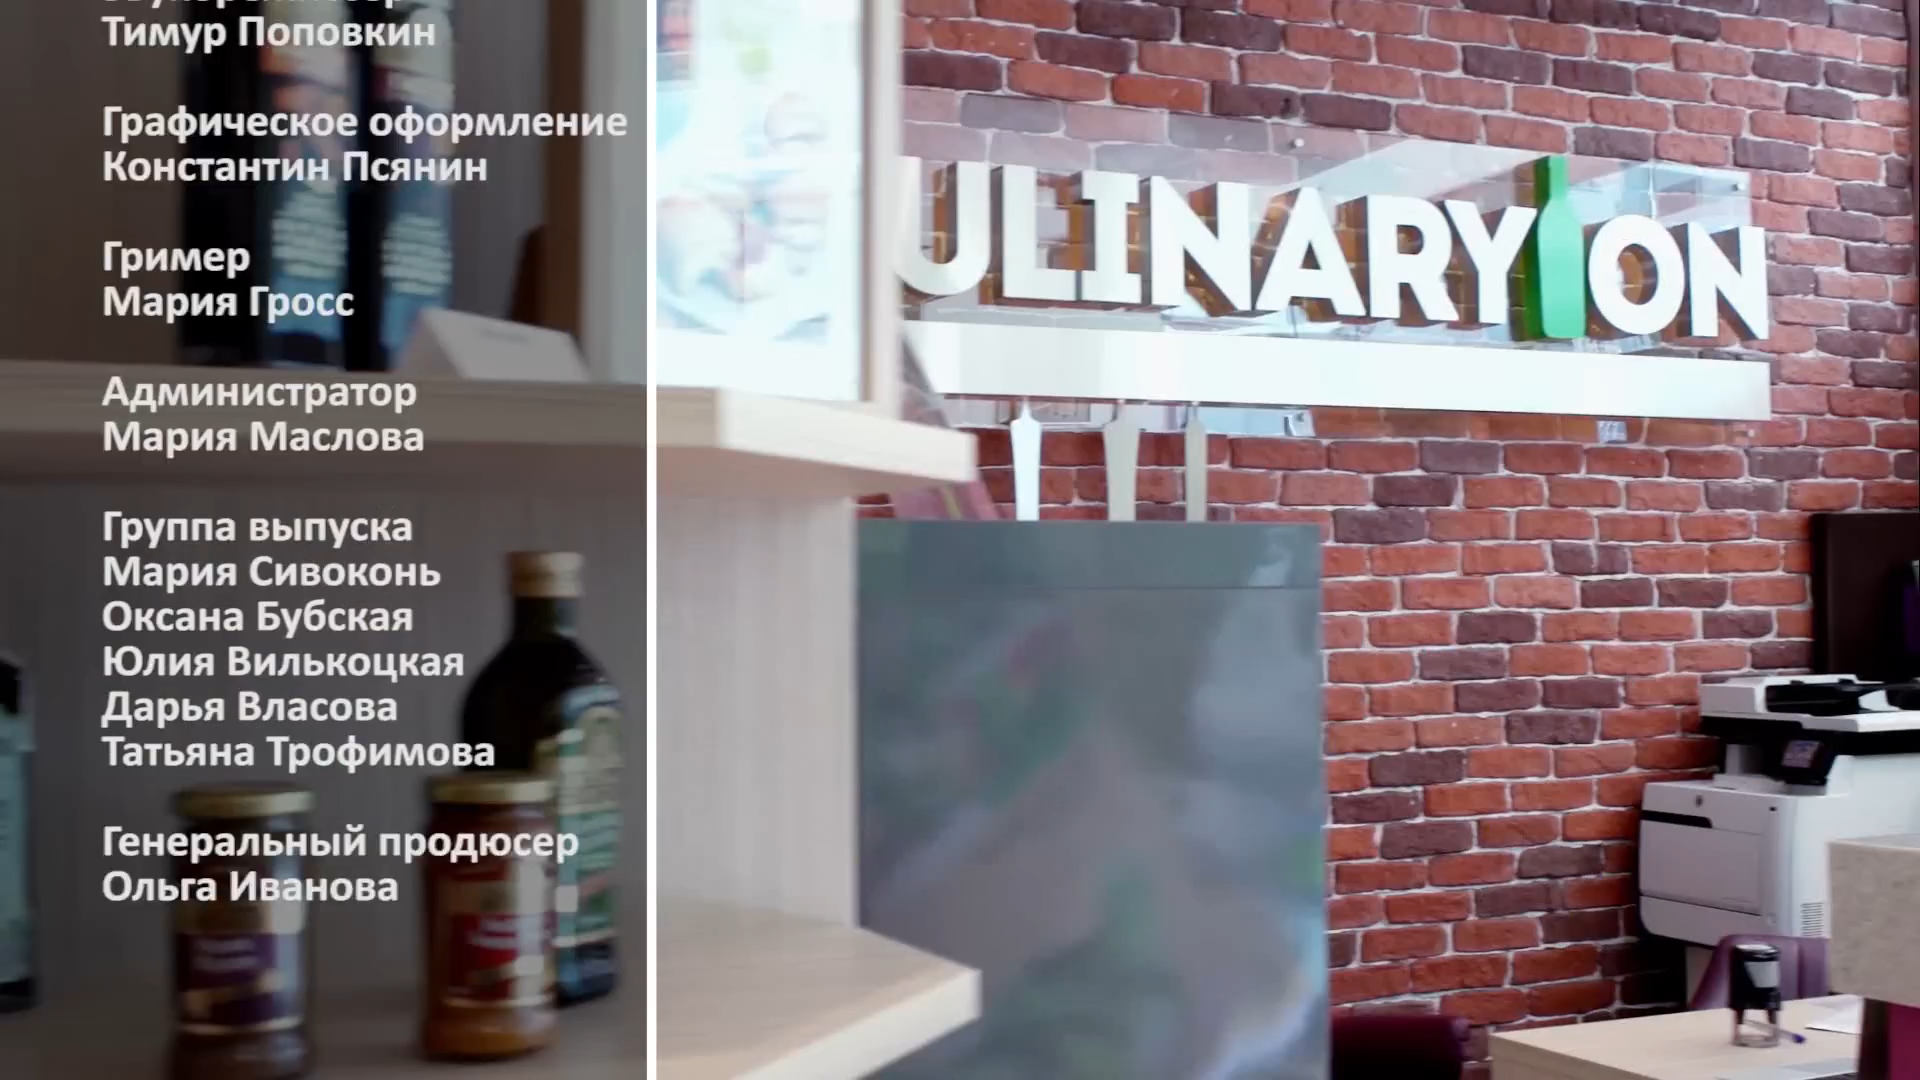 Тимур Поповкин
Графическое оформление
Константин Псянин
Гример
Мария Гросс
Администратор
Мария Маслова
Группа выпуска
Мария Сивоконь
Оксана Бубская
Юлия Вилькоцкая
Дарья Власова
Татьяна Трофимова
Генеральный продюсер
Ольга Иванова
ULINARY ON